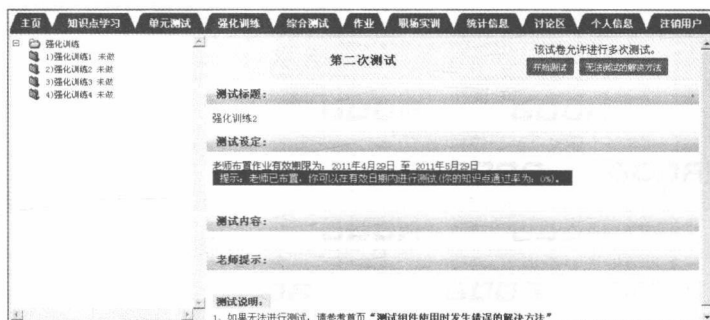 主页 知识点学习 单元测试 强化训练 综合测试 作业 职场实训 统计信息 讨论区 个人信息 注销用户
强化训练
1)强化训练1 未做
2)强化训练2 未做
3)强化训练3 未做
4)强化训练4 未做
第二次测试
该试卷允许进行多次测试。
开始测试 无法测试的解决方法
测试标题：
强化训练2
测试设定：
老师布置作业有效期限为：2011年4月29日 至 2011年5月29日
提示：老师已布置，你可以在有效日期内进行测试(你的知识点通过率为：0%)。
测试内容：
老师提示：
测试说明：
1、如果无法进行测试，请参考首页“测试组件使用时发生错误的解决方法”